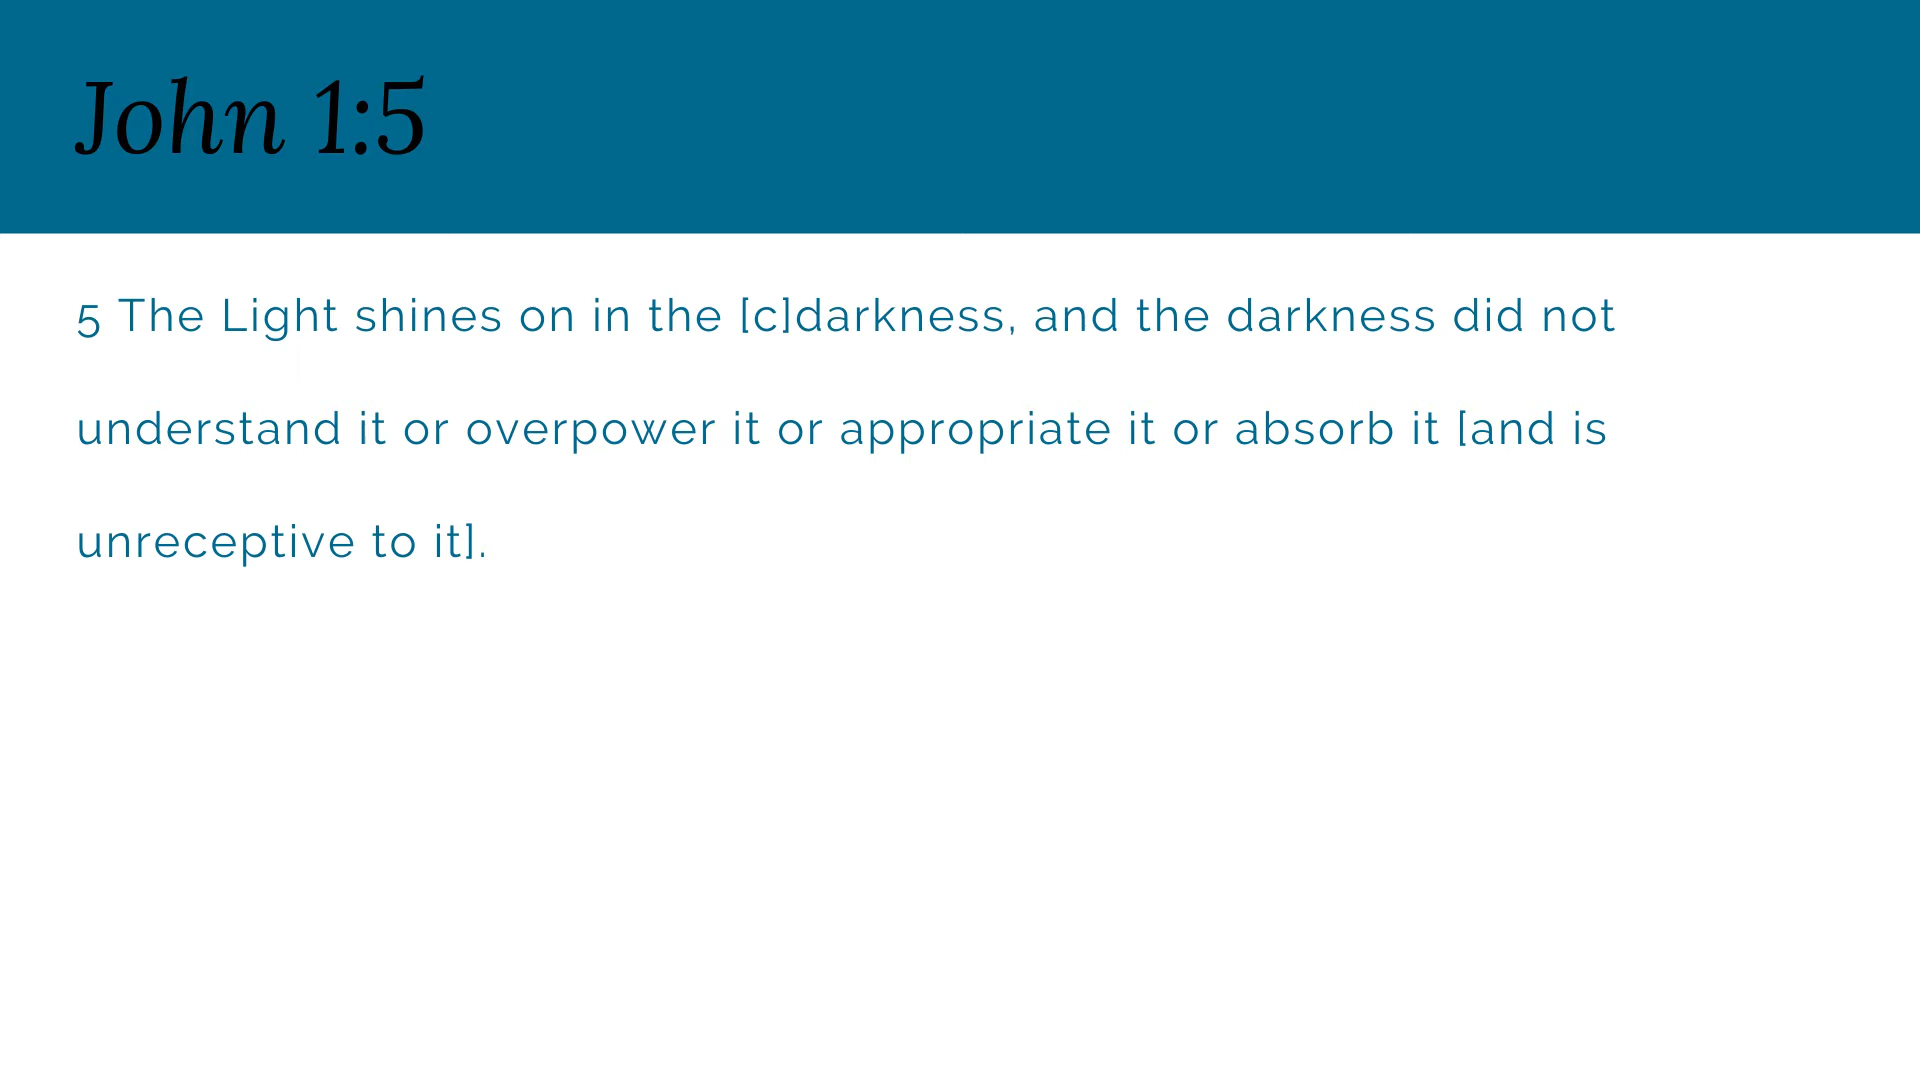 John 1:5
5 The Light shines on in the [c]darkness, and the darkness did not
understand it or overpower it or appropriate it or absorb it [and is
unreceptive to it].